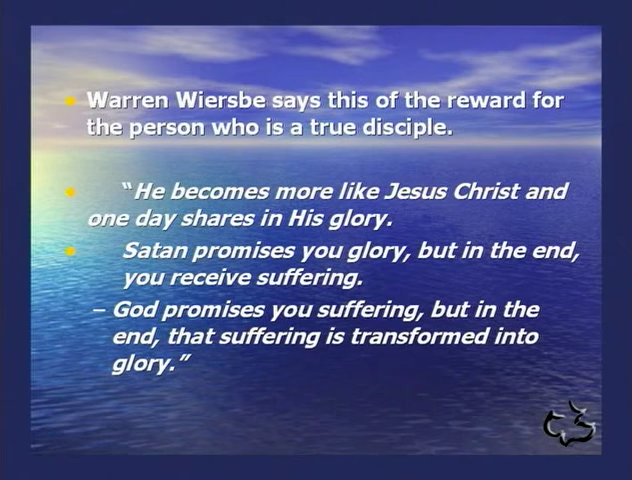 • Warren Wiersbe says this of the reward for
the person who is a true disciple.
• “He becomes more like Jesus Christ and
one day shares in His glory.
• Satan promises you glory, but in the end,
you receive suffering.
– God promises you suffering, but in the
end, that suffering is transformed into
glory.”